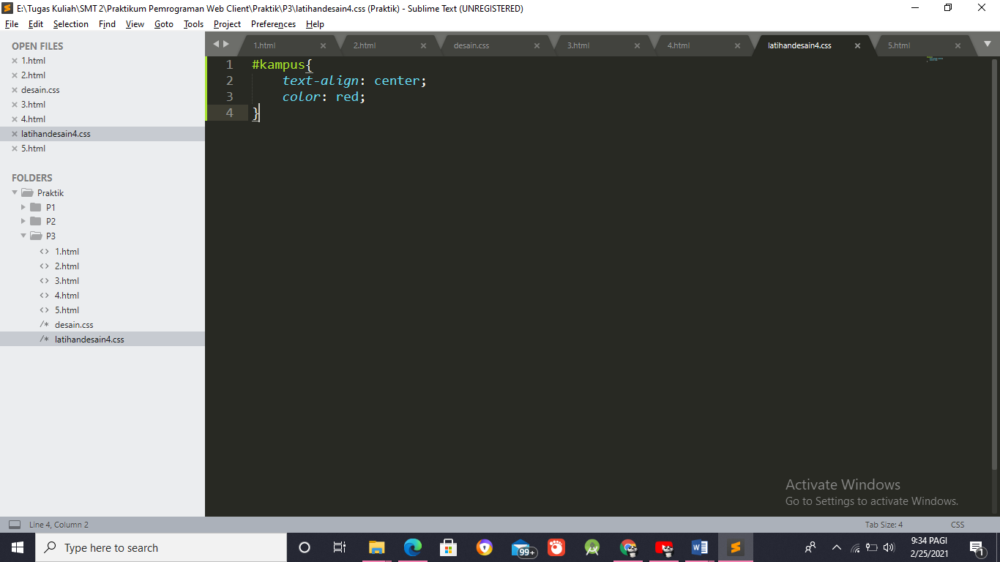 E:\Tugas Kuliah\SMT 2\Praktikum Pemrograman Web Client\Praktik\P3\latihandesain4.css (Praktik) - Sublime Text (UNREGISTERED)
File Edit Selection Find View Goto Tools Project Preferences Help
OPEN FILES
1.html
2.html
desain.css
3.html
4.html
latihandesain4.css
5.html
FOLDERS
Praktik
P1
P2
P3
<> 1.html
<> 2.html
<> 3.html
<> 4.html
<> 5.html
/* desain.css
/* latihandesain4.css
1.html 2.html desain.css 3.html 4.html latihandesain4.css 5.html
1 #kampus{
2 text-align: center;
3 color: red;
4 }
Activate Windows
Go to Settings to activate Windows.
Line 4, Column 2 Tab Size: 4 CSS
Type here to search
99+
9:34 PAGI
2/25/2021
1